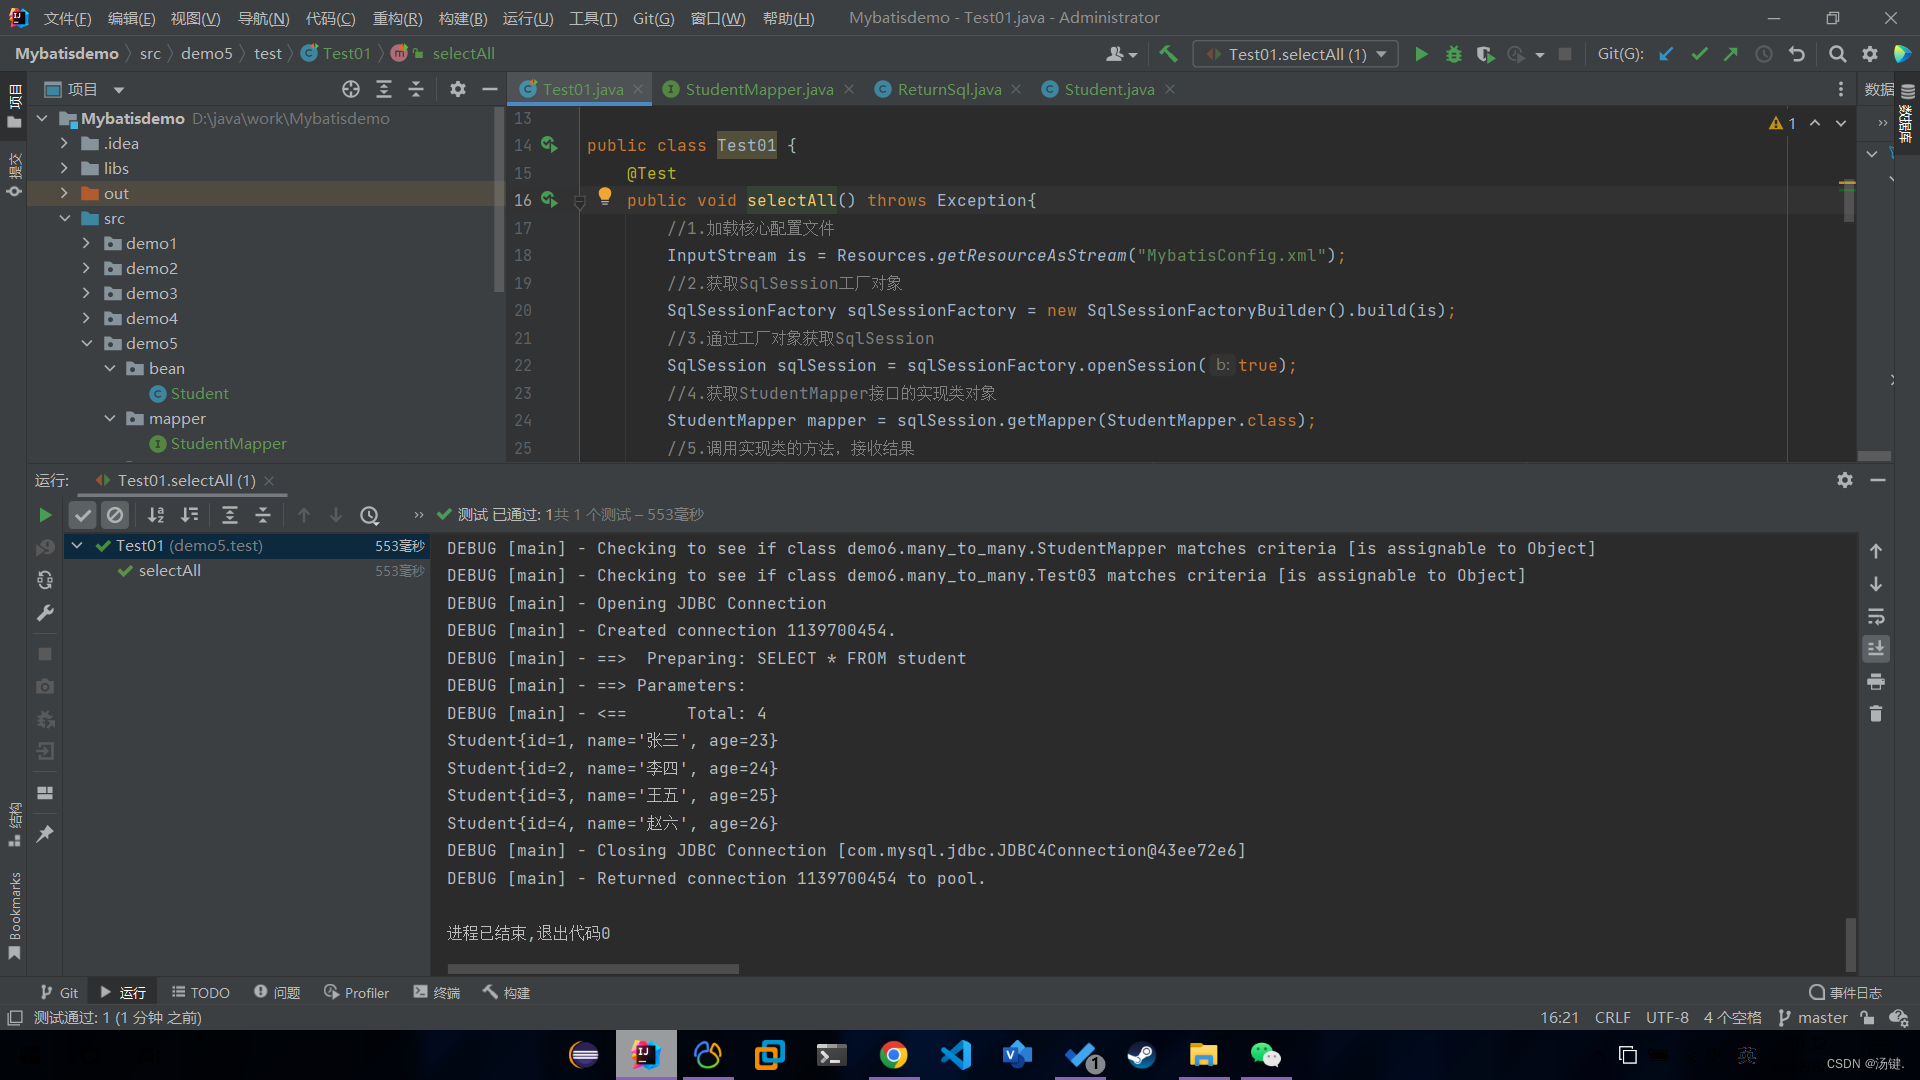 文件(F) 编辑(E) 视图(V) 导航(N) 代码(C) 重构(R) 构建(B) 运行(U) 工具(T) Git(G) 窗口(W) 帮助(H) Mybatisdemo - Test01.java - Administrator
Mybatisdemo src demo5 test Test01 selectAll Test01.selectAll (1) Git(G):
项目
项目
提交
Test01.java StudentMapper.java ReturnSql.java Student.java
数据
数据库
Mybatisdemo D:\java\work\Mybatisdemo
.idea
libs
out
src
demo1
demo2
demo3
demo4
demo5
bean
Student
mapper
StudentMapper
1
13
14 public class Test01 {
15 @Test
16 public void selectAll() throws Exception{
17 //1.加载核心配置文件
18 InputStream is = Resources.getResourceAsStream("MybatisConfig.xml");
19 //2.获取SqlSession工厂对象
20 SqlSessionFactory sqlSessionFactory = new SqlSessionFactoryBuilder().build(is);
21 //3.通过工厂对象获取SqlSession
22 SqlSession sqlSession = sqlSessionFactory.openSession( b: true);
23 //4.获取StudentMapper接口的实现类对象
24 StudentMapper mapper = sqlSession.getMapper(StudentMapper.class);
25 //5.调用实现类的方法，接收结果
运行: Test01.selectAll (1)
测试 已通过: 1共 1 个测试 – 553毫秒
Test01 (demo5.test) 553毫秒
selectAll 553毫秒
DEBUG [main] - Checking to see if class demo6.many_to_many.StudentMapper matches criteria [is assignable to Object]
DEBUG [main] - Checking to see if class demo6.many_to_many.Test03 matches criteria [is assignable to Object]
DEBUG [main] - Opening JDBC Connection
DEBUG [main] - Created connection 1139700454.
DEBUG [main] - ==>  Preparing: SELECT * FROM student
DEBUG [main] - ==> Parameters:
DEBUG [main] - <==      Total: 4
Student{id=1, name='张三', age=23}
Student{id=2, name='李四', age=24}
Student{id=3, name='王五', age=25}
Student{id=4, name='赵六', age=26}
DEBUG [main] - Closing JDBC Connection [com.mysql.jdbc.JDBC4Connection@43ee72e6]
DEBUG [main] - Returned connection 1139700454 to pool.
进程已结束,退出代码0
结构
Bookmarks
Git 运行 TODO 问题 Profiler 终端 构建 事件日志
测试通过: 1 (1 分钟 之前) 16:21 CRLF UTF-8 4 个空格 master
1
英
CSDN @汤键.